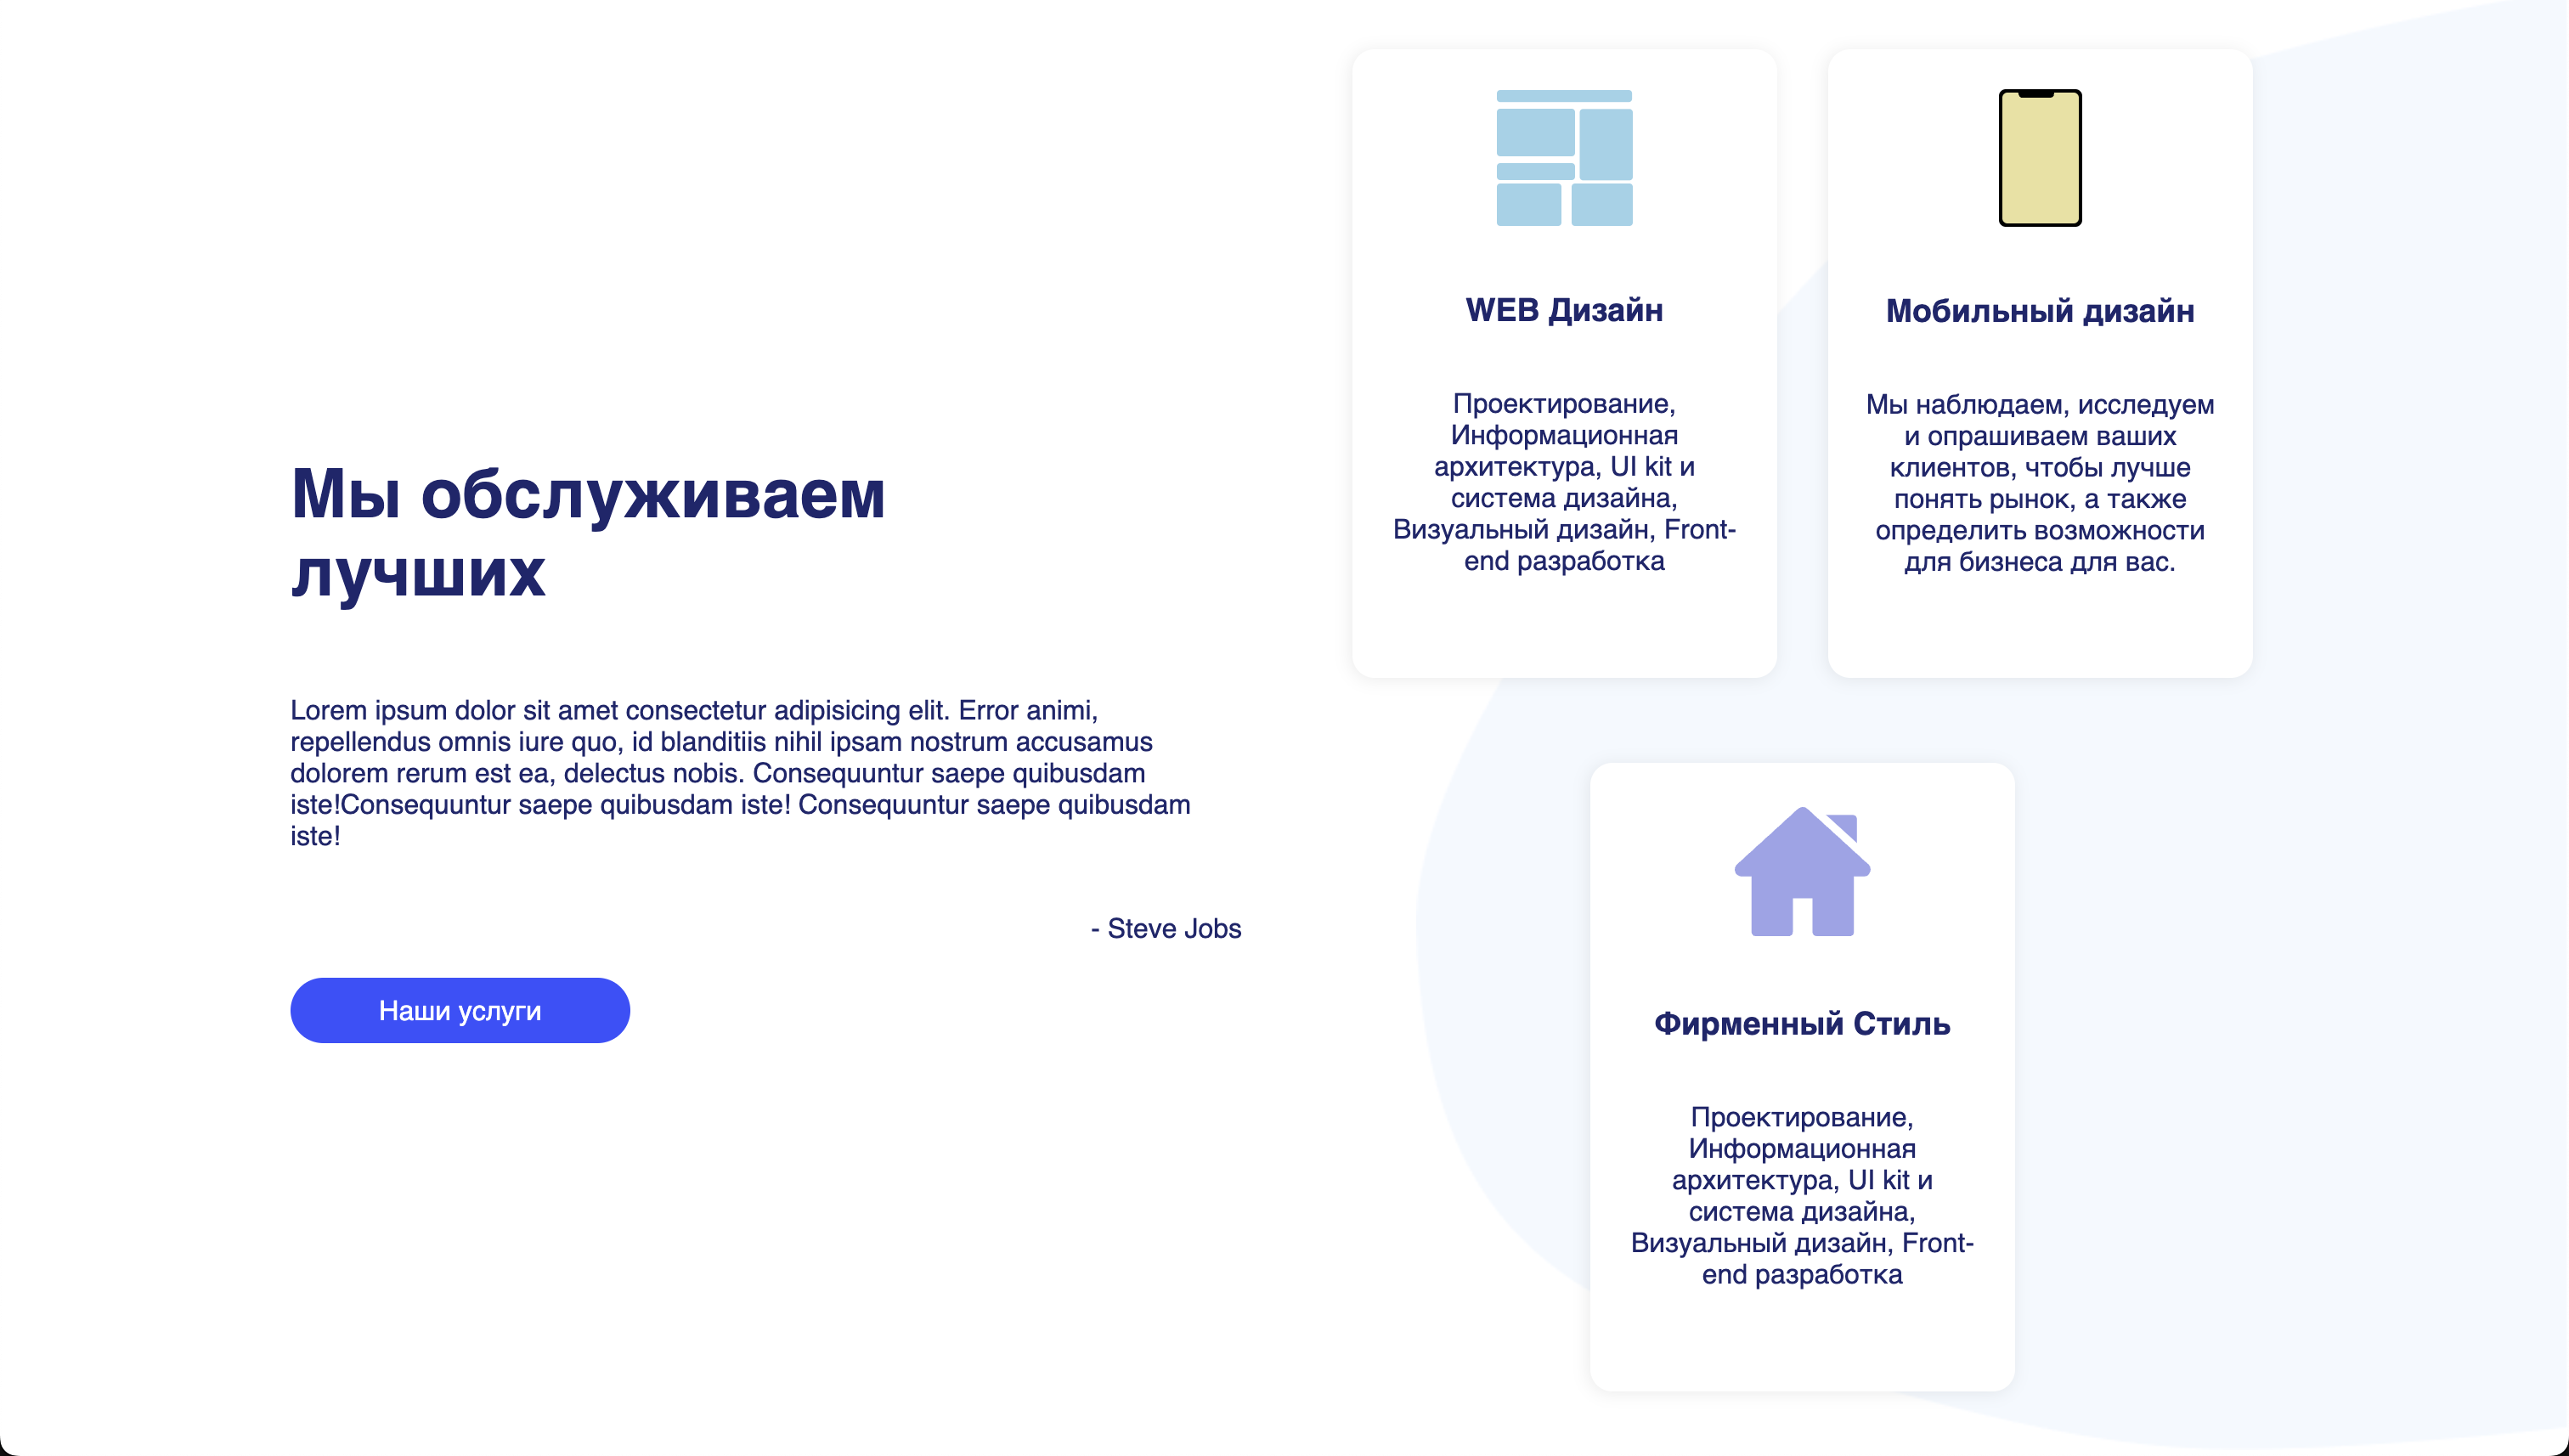 Мы обслуживаем
лучших
Lorem ipsum dolor sit amet consectetur adipisicing elit. Error animi,
repellendus omnis iure quo, id blanditiis nihil ipsam nostrum accusamus
dolorem rerum est ea, delectus nobis. Consequuntur saepe quibusdam
iste!Consequuntur saepe quibusdam iste! Consequuntur saepe quibusdam
iste!
- Steve Jobs
Наши услуги
WEB Дизайн
Проектирование,
Информационная
архитектура, UI kit и
система дизайна,
Визуальный дизайн, Front-
end разработка
Мобильный дизайн
Мы наблюдаем, исследуем
и опрашиваем ваших
клиентов, чтобы лучше
понять рынок, а также
определить возможности
для бизнеса для вас.
Фирменный Стиль
Проектирование,
Информационная
архитектура, UI kit и
система дизайна,
Визуальный дизайн, Front-
end разработка